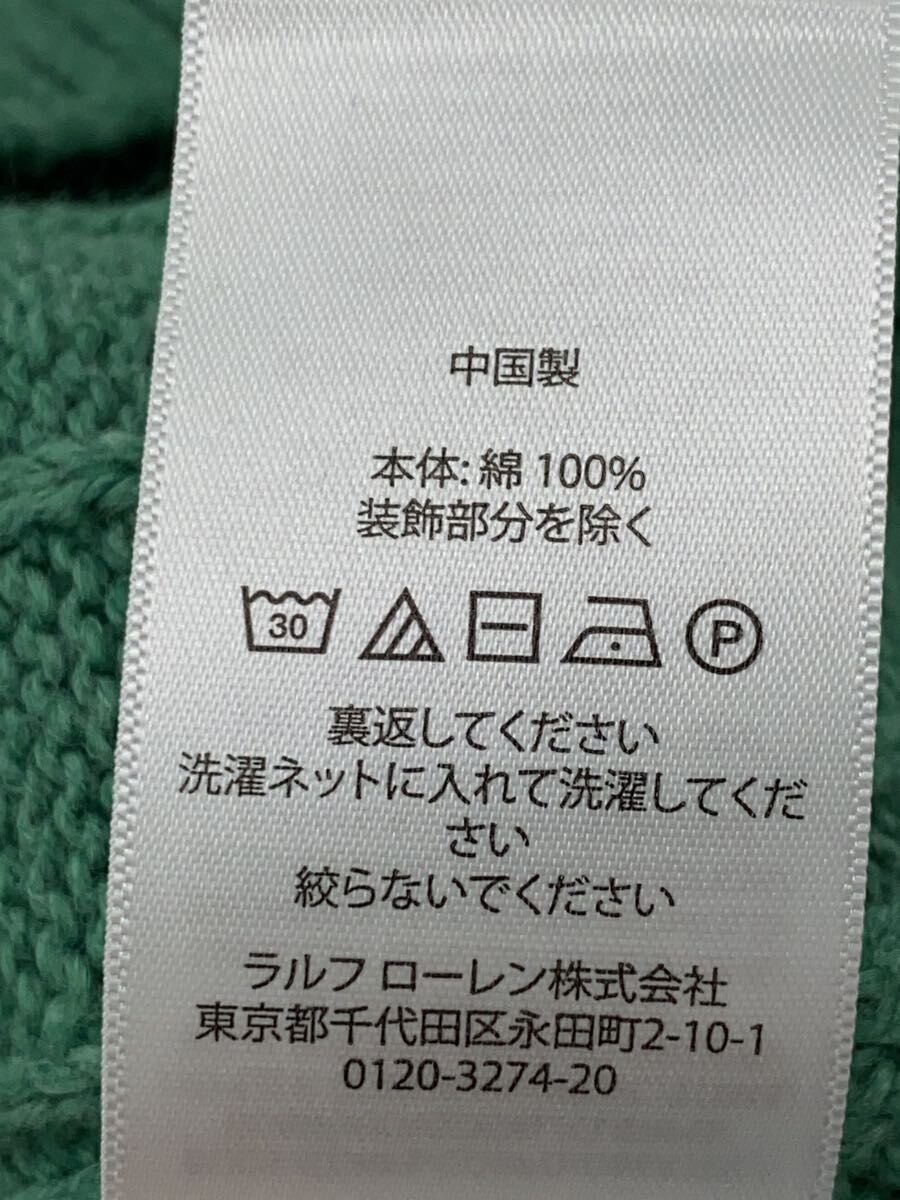 中国製
本体: 綿 100%
装飾部分を除く
30
P
裏返してください
洗濯ネットに入れて洗濯してくだ
さい
絞らないでください
ラルフ ローレン株式会社
東京都千代田区永田町2-10-1
0120-3274-20